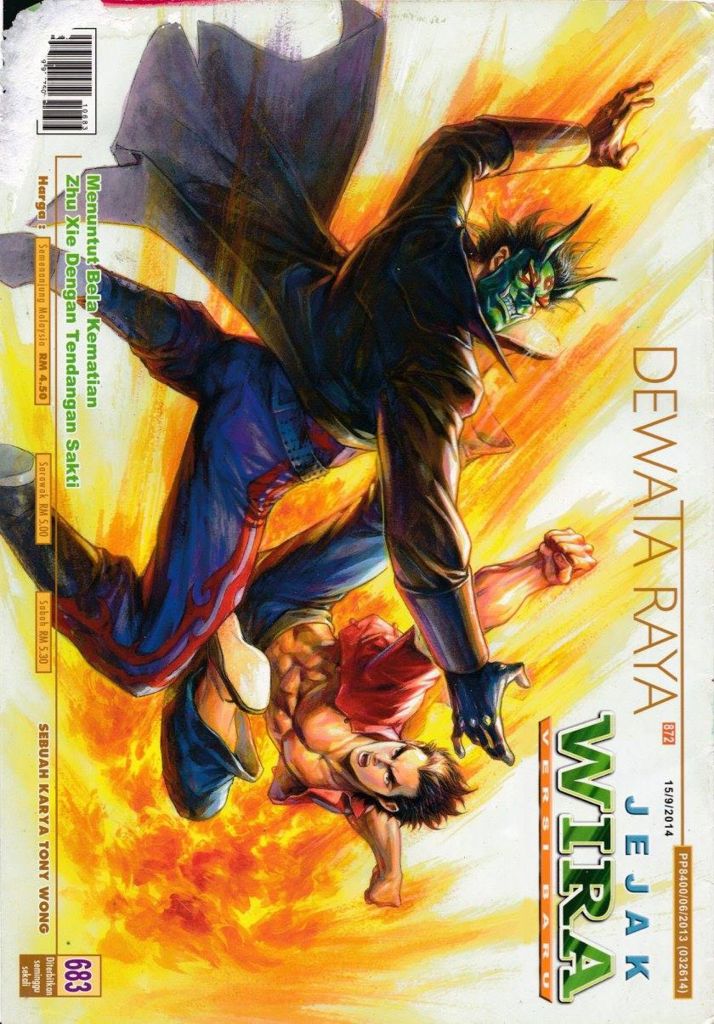 DEWATA RAYA
872
15/9/2014
PP8400/06/2013 (032614)
JEJAK
WIRA
VERSI BARU
Menuntut Bela Kematian
Zhu Xie Dengan Tendangan Sakti
Harga :
Semenanjung Malaysia RM 4.50
Sarawak RM 5.00
Sabah RM 5.30
SEBUAH KARYA TONY WONG
683
Diterbitkan
seminggu
sekali
10683